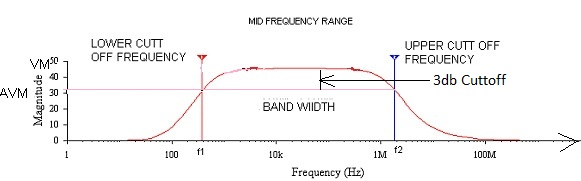 MID FREQUENCY RANGE
LOWER CUTT
OFF FREQUENCY
UPPER CUTT OFF
FREQUENCY
VM
50
40
AVM
30
20
10
0
Magnitude
3db Cuttoff
BAND WIIDTH
1
100
f1
10k
1M
f2
100M
Frequency (Hz)